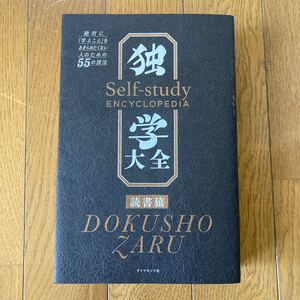 絶対に
「学ぶこと」を
あきらめたくない
人のための
55の技法
独
Self-study
ENCYCLOPEDIA
学
大全
読書猿
DOKUSHO
ZARU
ダイヤモンド社